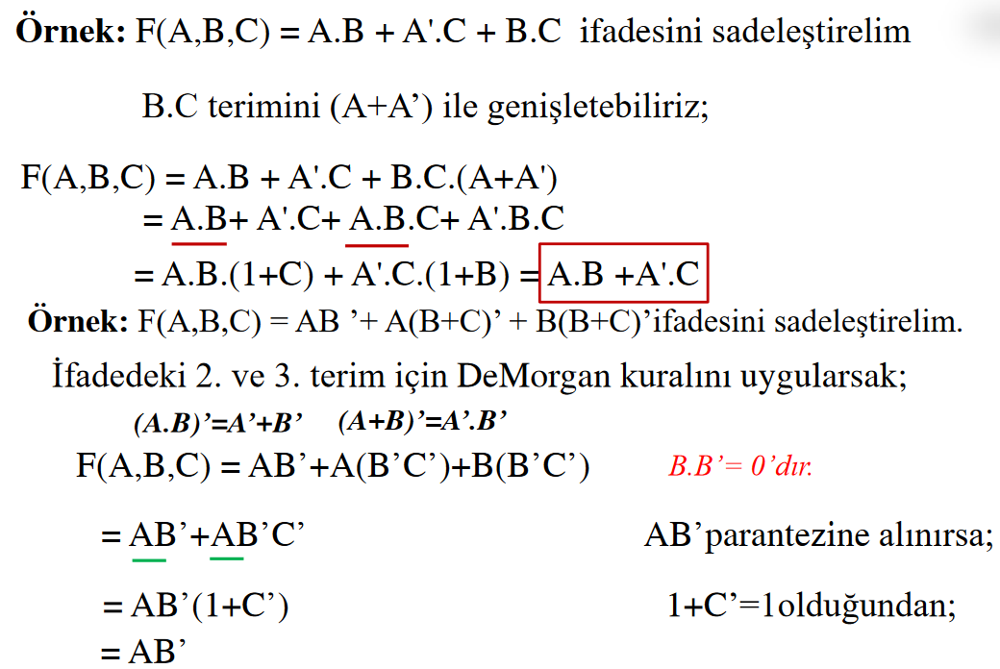 Örnek: F(A,B,C) = A.B + A'.C + B.C ifadesini sadeleştirelim
B.C terimini (A+A’) ile genişletebiliriz;
F(A,B,C) = A.B + A'.C + B.C.(A+A')
= A.B+ A'.C+ A.B.C+ A'.B.C
= A.B.(1+C) + A'.C.(1+B) = A.B +A'.C
Örnek: F(A,B,C) = AB ’+ A(B+C)’ + B(B+C)’ifadesini sadeleştirelim.
İfadedeki 2. ve 3. terim için DeMorgan kuralını uygularsak;
(A.B)’=A’+B’ (A+B)’=A’.B’
F(A,B,C) = AB’+A(B’C’)+B(B’C’) B.B’= 0’dır.
= AB’+AB’C’ AB’parantezine alınırsa;
= AB’(1+C’) 1+C’=1olduğundan;
= AB’